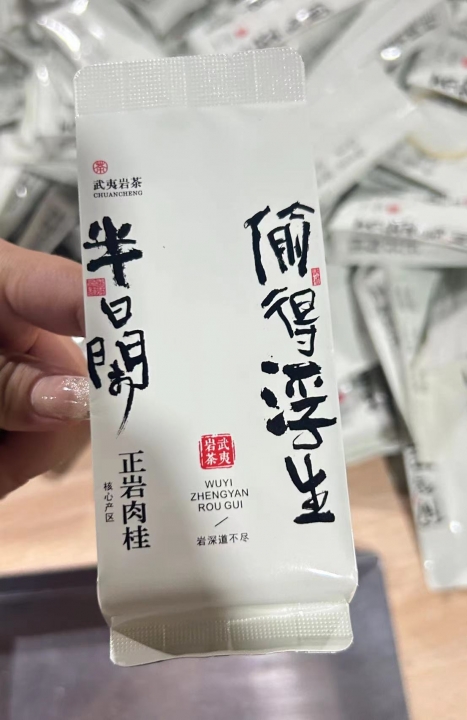 茶
武夷岩茶
CHUANCHENG
偷得浮生
半日閑
正岩肉桂
核心产区
武夷
岩茶
WUYI
ZHENGYAN
ROU GUI
岩深道不尽